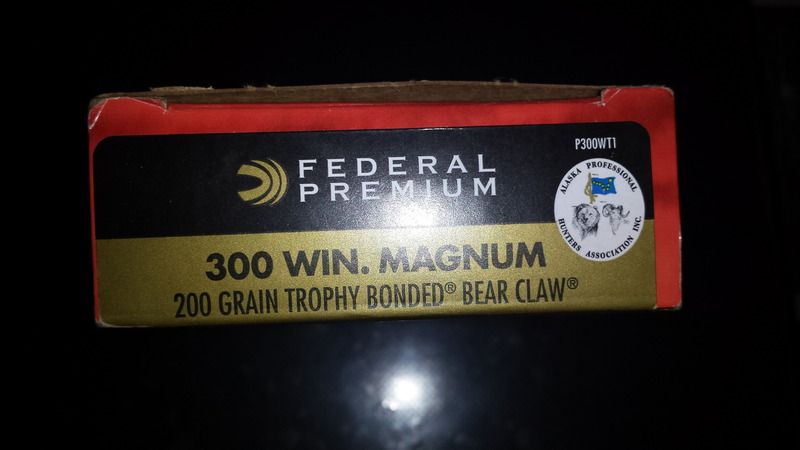 P300WT1
FEDERAL
PREMIUM
ALASKA PROFESSIONAL
HUNTERS ASSOCIATION INC.
300 WIN. MAGNUM
200 GRAIN TROPHY BONDED® BEAR CLAW®